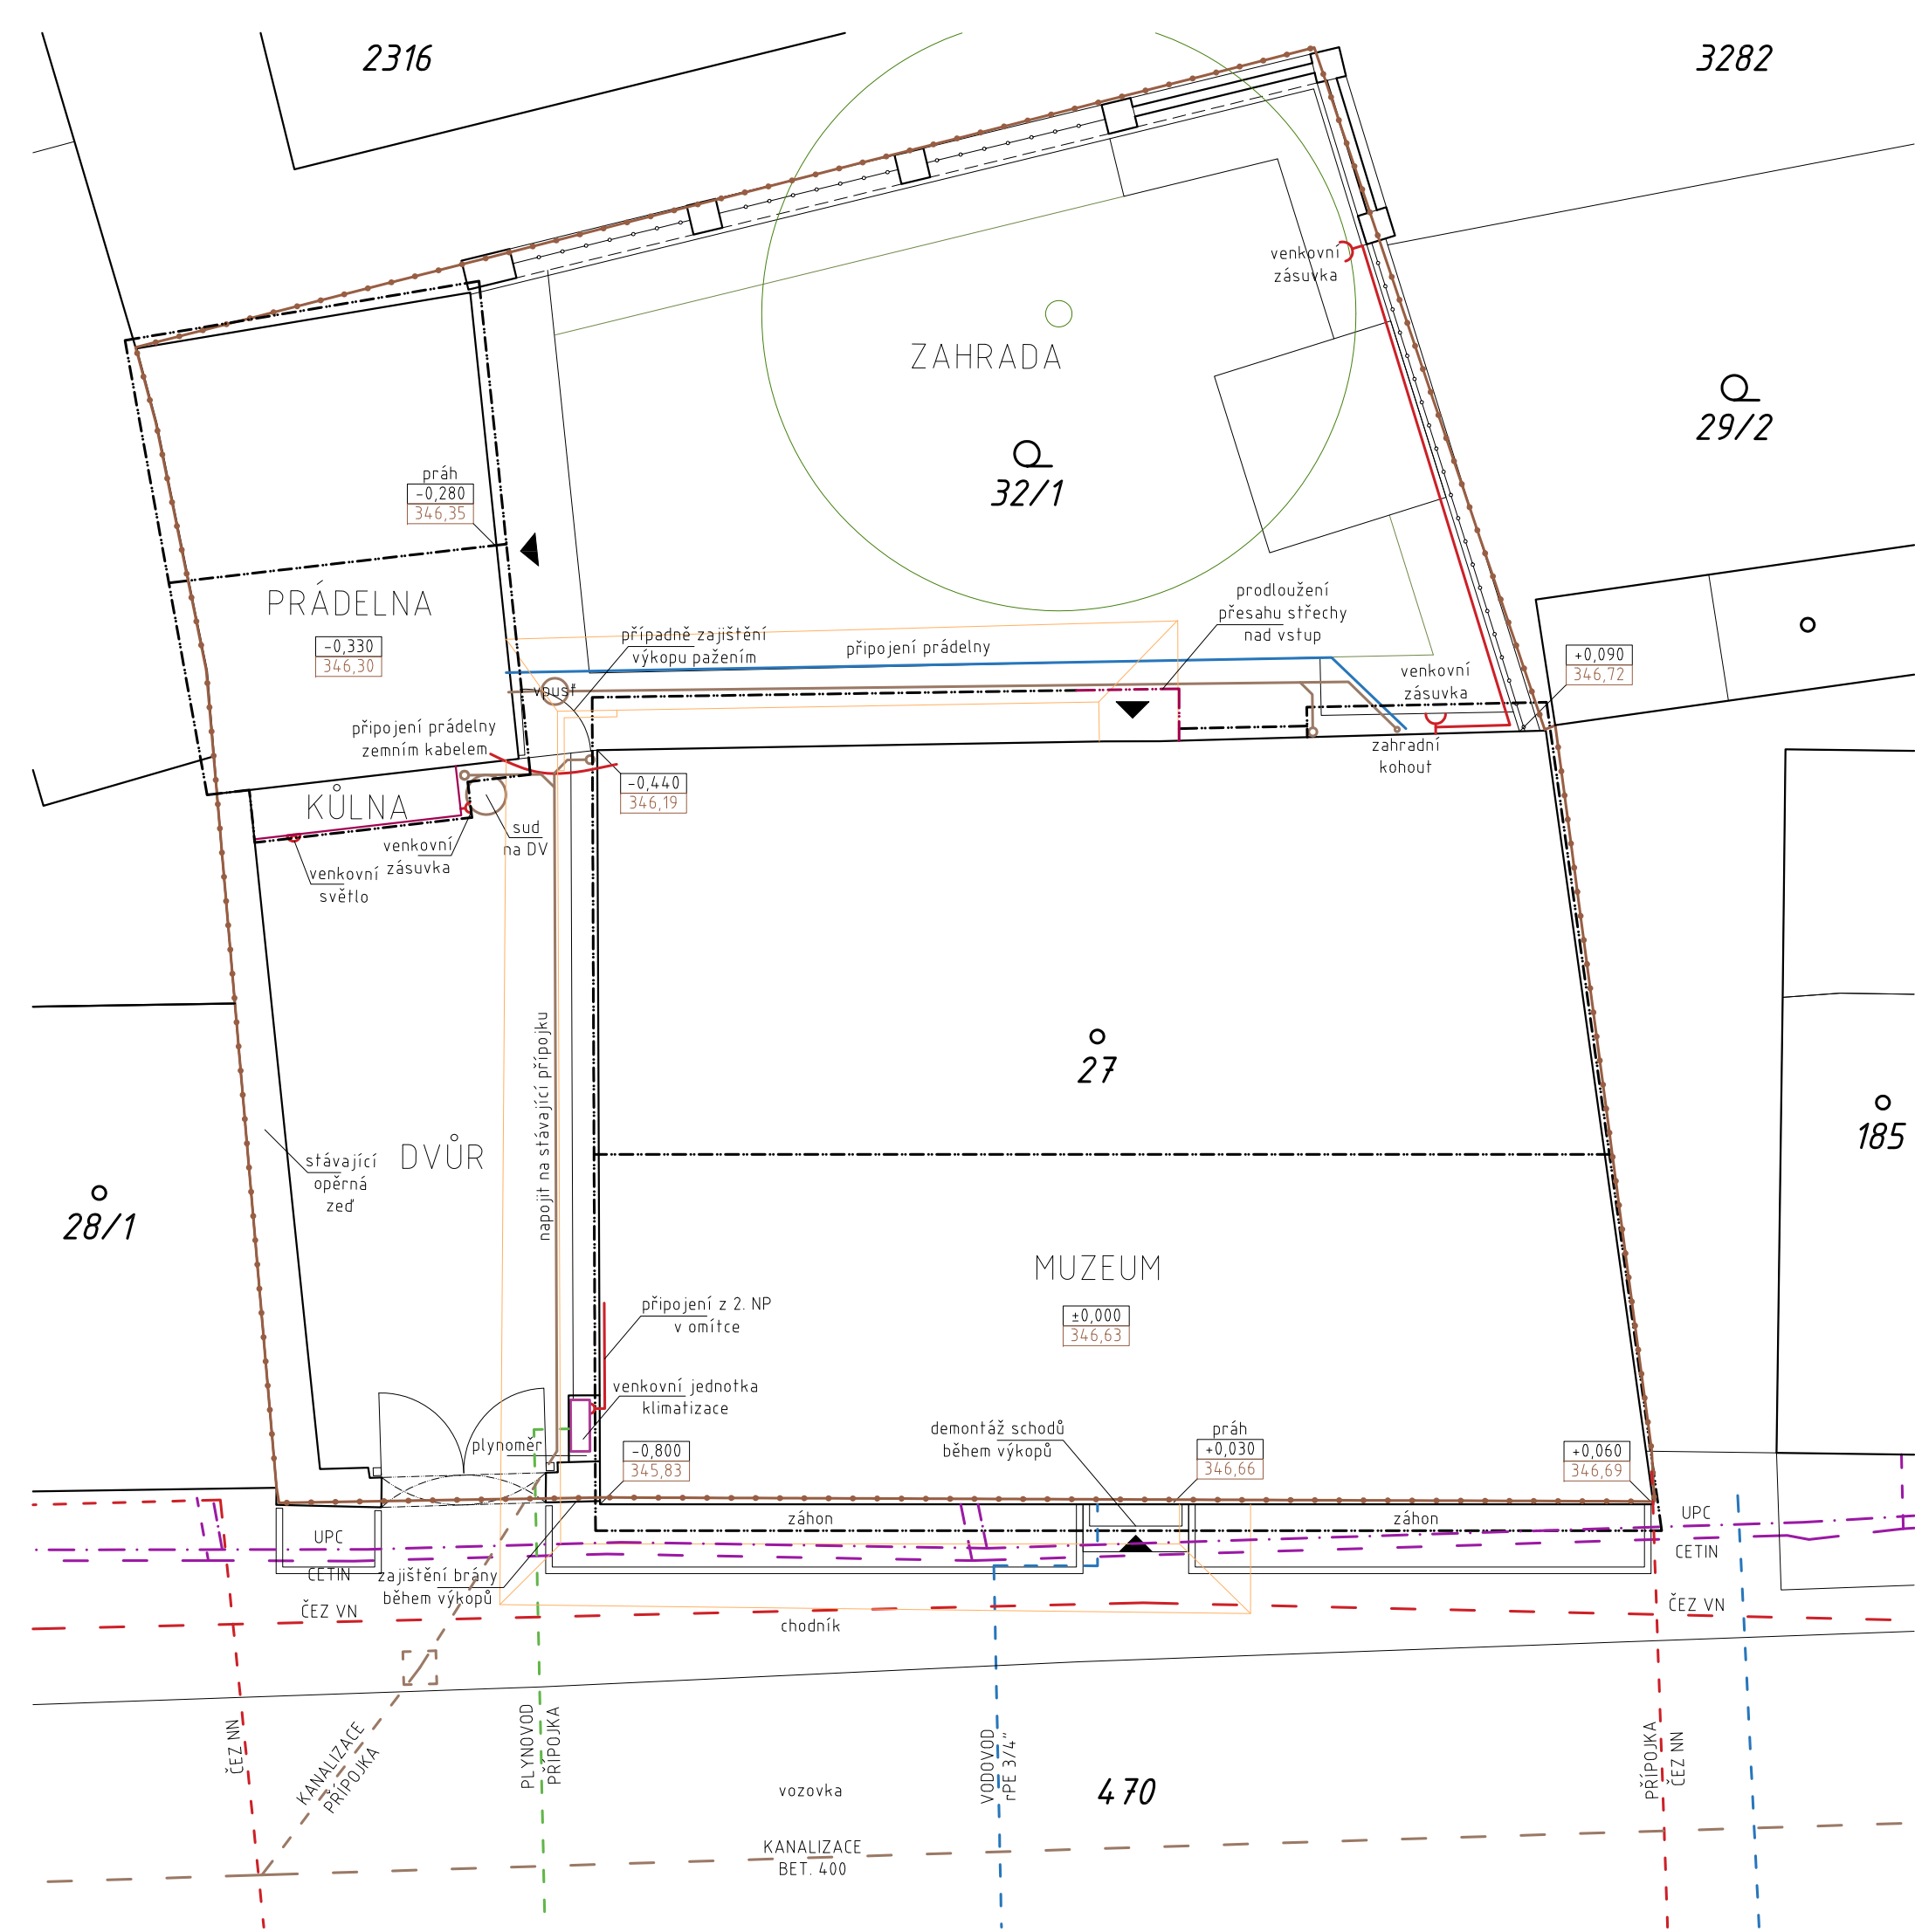 2316
3282
venkovní
zásuvka
ZAHRADA
29/2
32/1
práh
-0,280
346,35
PRÁDELNA
-0,330
346,30
prodloužení
přesahu střechy
nad vstup
případně zajištění
výkopu pažením
připojení prádelny
+0,090
346,72
venkovní
zásuvka
vpusť
připojení prádelny
zemním kabelem
zahradní
kohout
-0,440
346,19
KŮLNA
sud
na DV
venkovní
zásuvka
venkovní
světlo
27
185
napojit na stávající přípojku
DVŮR
stávající
opěrná
zeď
28/1
MUZEUM
±0,000
346,63
připojení z 2. NP
v omítce
venkovní jednotka
klimatizace
plynoměr
-0,800
345,83
demontáž schodů
během výkopů
práh
+0,030
346,66
+0,060
346,69
záhon
záhon
UPC
CETIN
ČEZ VN
UPC
CETIN
ČEZ VN
zajištění brány
během výkopů
chodník
ČEZ NN
KANALIZACE
PŘÍPOJKA
PLYNOVOD
PŘÍPOJKA
VODOVOD
rPE 3/4"
PŘÍPOJKA
ČEZ NN
vozovka
470
KANALIZACE
BET. 400